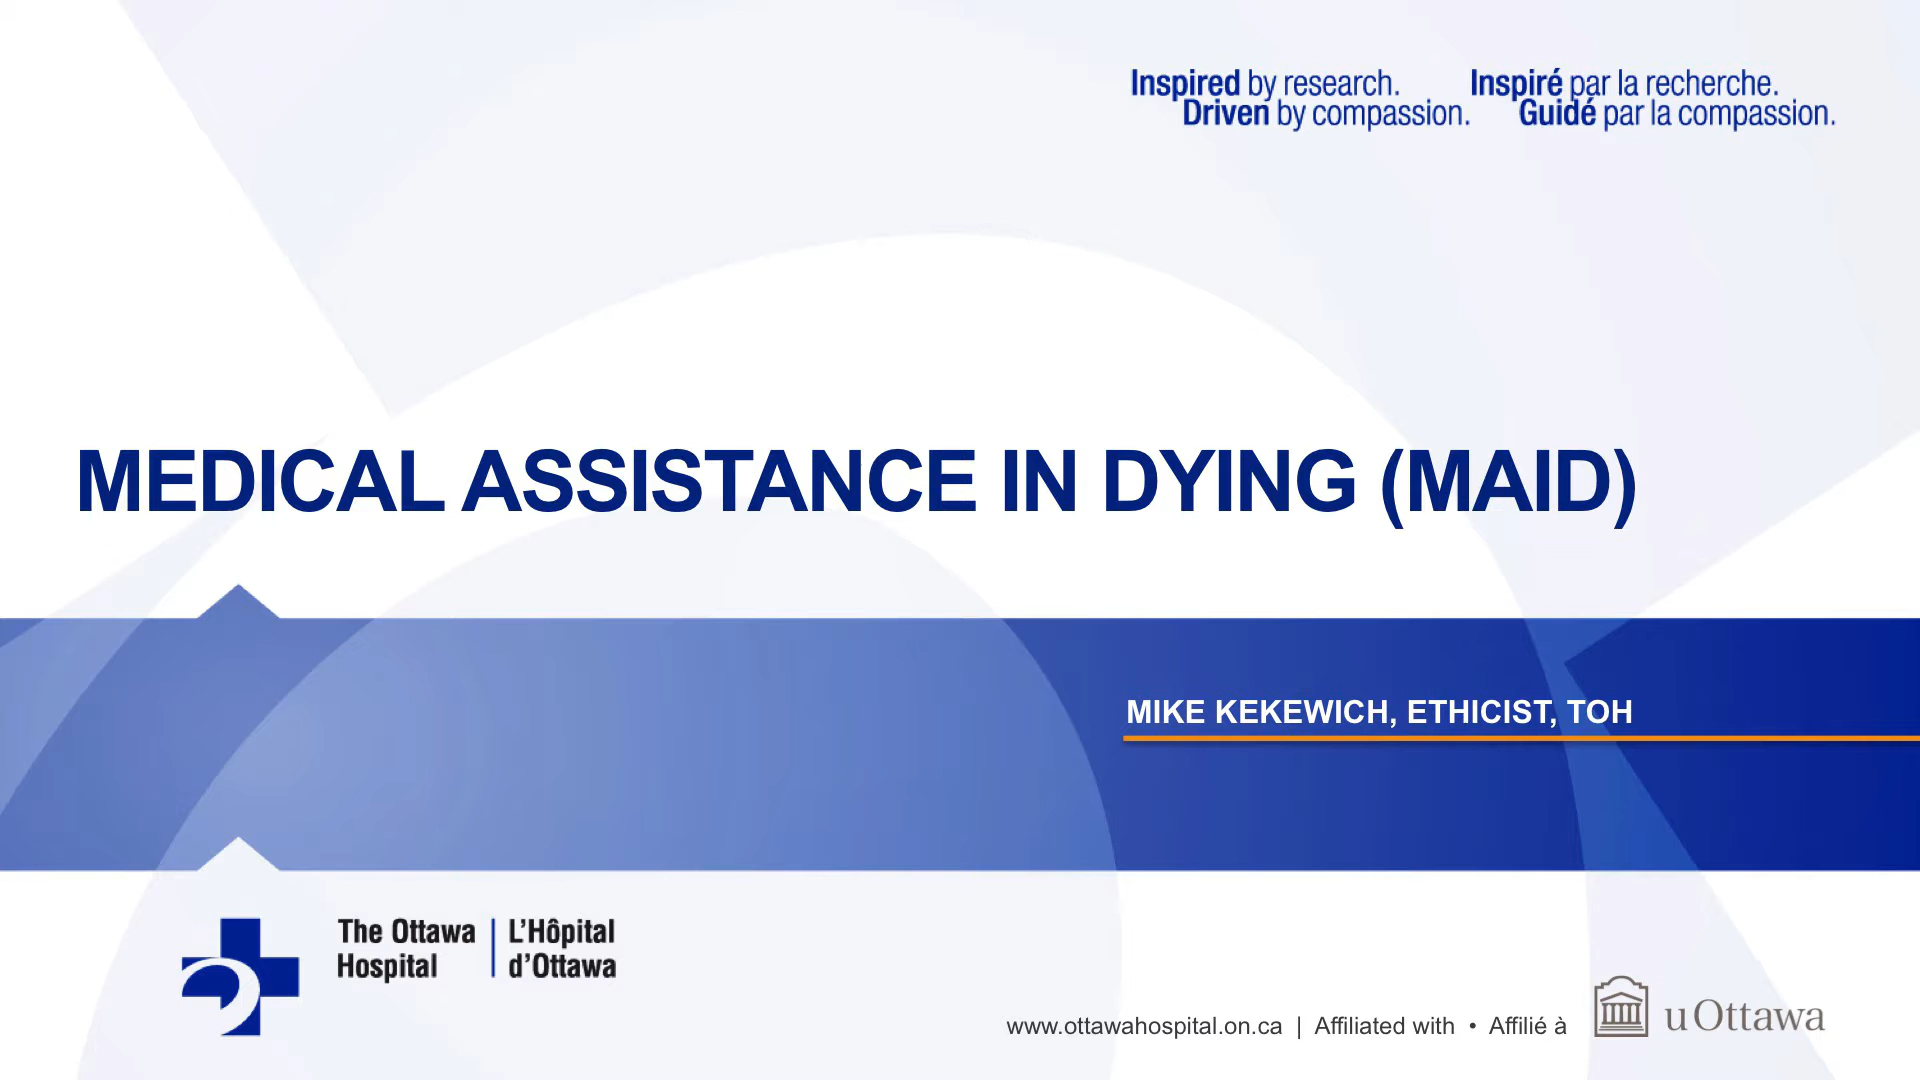 Inspired by research.
Driven by compassion.
Inspiré par la recherche.
Guidé par la compassion.
MEDICAL ASSISTANCE IN DYING (MAID)
MIKE KEKEWICH, ETHICIST, TOH
The Ottawa
Hospital
L'Hôpital
d'Ottawa
www.ottawahospital.on.ca | Affiliated with • Affilié à
uOttawa